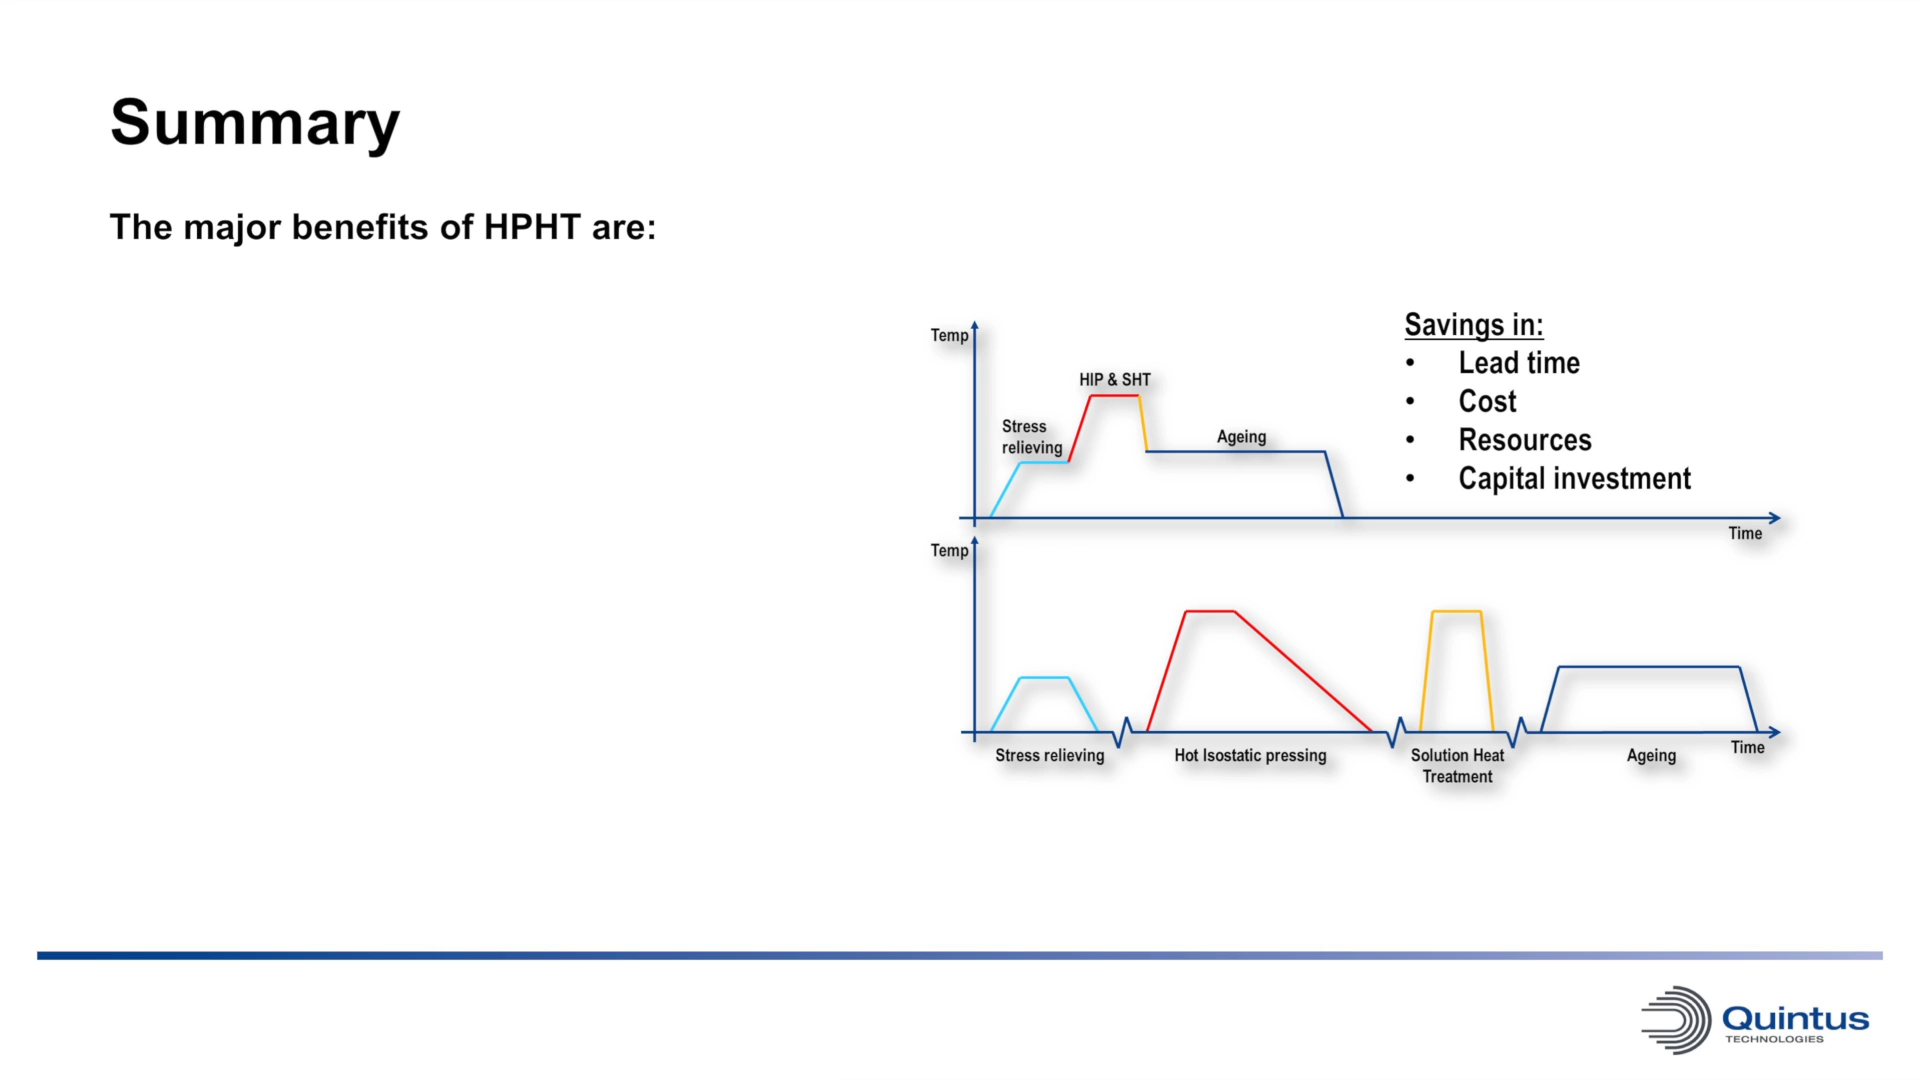 Summary
The major benefits of HPHT are:
Savings in:
• Lead time
• Cost
• Resources
• Capital investment
Temp
HIP & SHT
Stress
relieving
Ageing
Time
Temp
Stress relieving
Hot Isostatic pressing
Solution Heat
Treatment
Ageing
Time
Quintus
TECHNOLOGIES